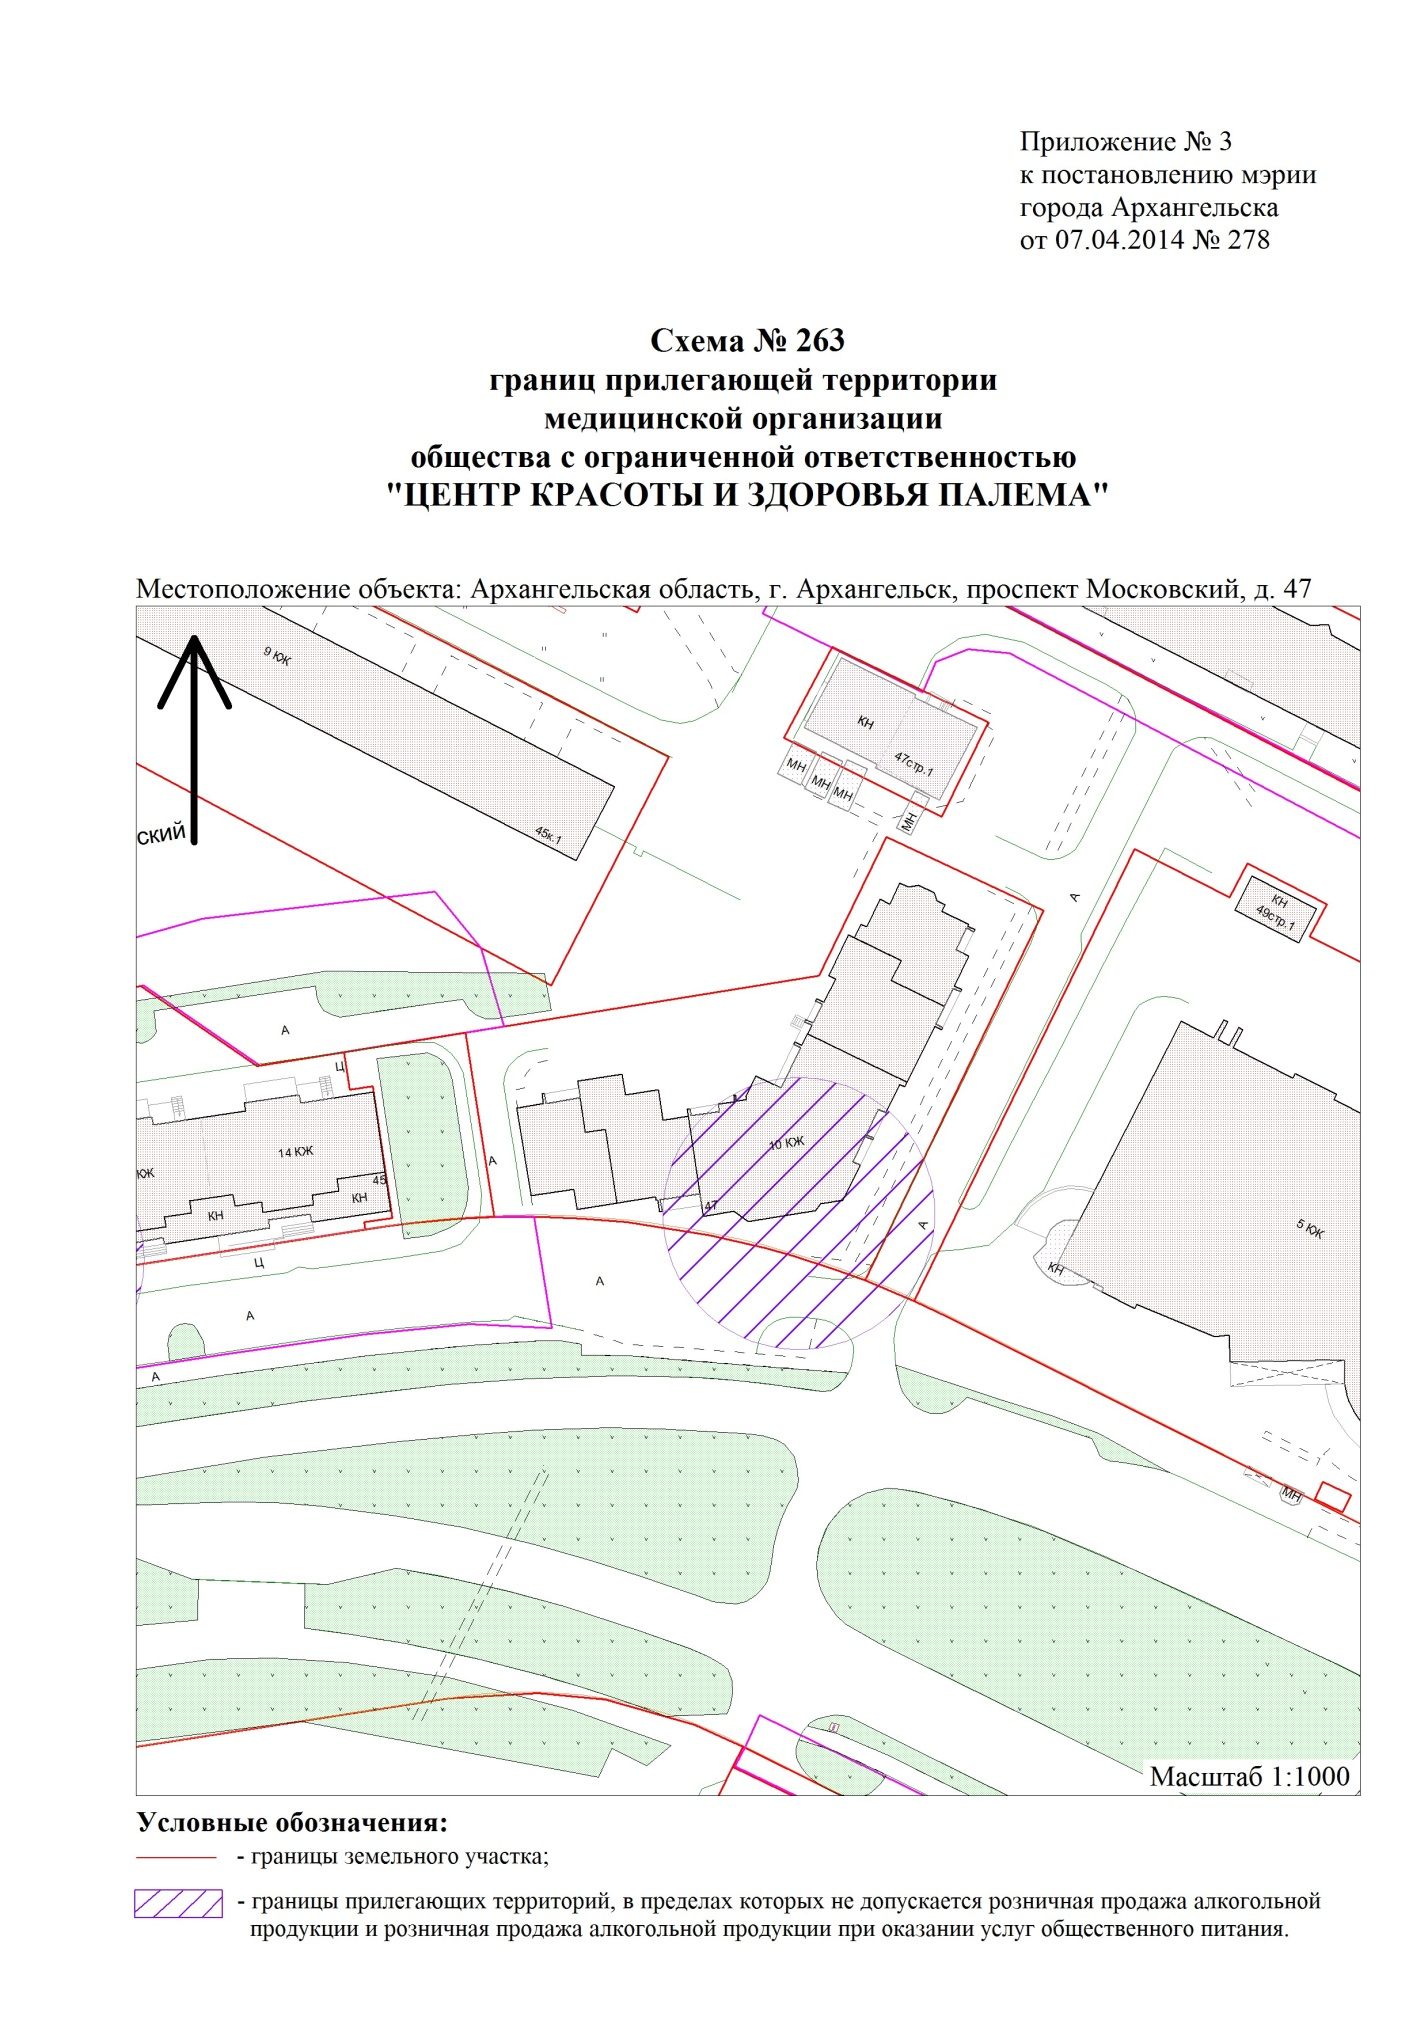 Приложение № 3
к постановлению мэрии
города Архангельска
от 07.04.2014 № 278
Схема № 263
границ прилегающей территории
медицинской организации
общества с ограниченной ответственностью
"ЦЕНТР КРАСОТЫ И ЗДОРОВЬЯ ПАЛЕМА"
Местоположение объекта: Архангельская область, г. Архангельск, проспект Московский, д. 47
9 КЖ
КН
47стр.1
МН
МН
МН
МН
45к.1
ский
А
КН
49стр.1
А
Ц
14 КЖ
КЖ
45
КН
КН
Ц
А
10 КЖ
47
А
5 КЖ
КН
А
А
А
МН
Масштаб 1:1000
Условные обозначения:
- границы земельного участка;
- границы прилегающих территорий, в пределах которых не допускается розничная продажа алкогольной
продукции и розничная продажа алкогольной продукции при оказании услуг общественного питания.